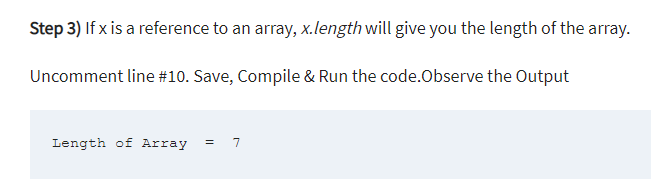 Step 3) If x is a reference to an array, x.length will give you the length of the array.
Uncomment line #10. Save, Compile & Run the code.Observe the Output
Length of Array  =  7